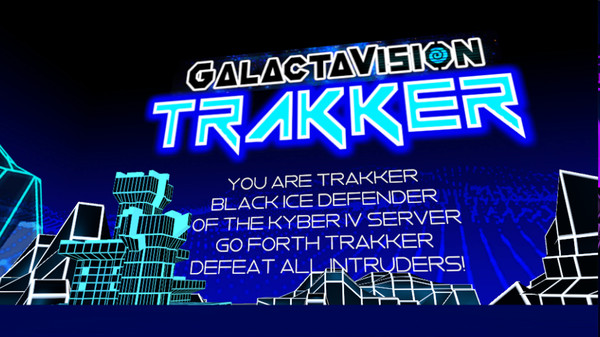 GALACTAVISION
TRAKKER
YOU ARE TRAKKER
BLACK ICE DEFENDER
OF THE KYBER IV SERVER
GO FORTH TRAKKER
DEFEAT ALL INTRUDERS!